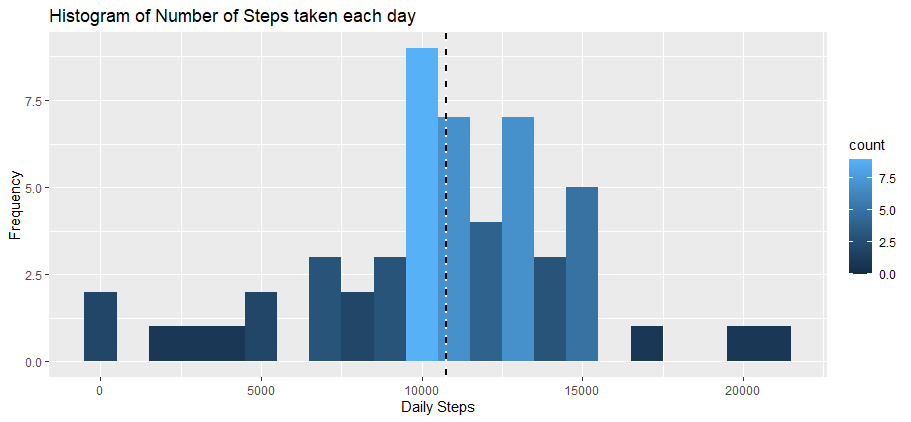 Histogram of Number of Steps taken each day
Frequency
7.5
5.0
2.5
0.0
0 5000 10000 15000 20000
Daily Steps
count
7.5
5.0
2.5
0.0